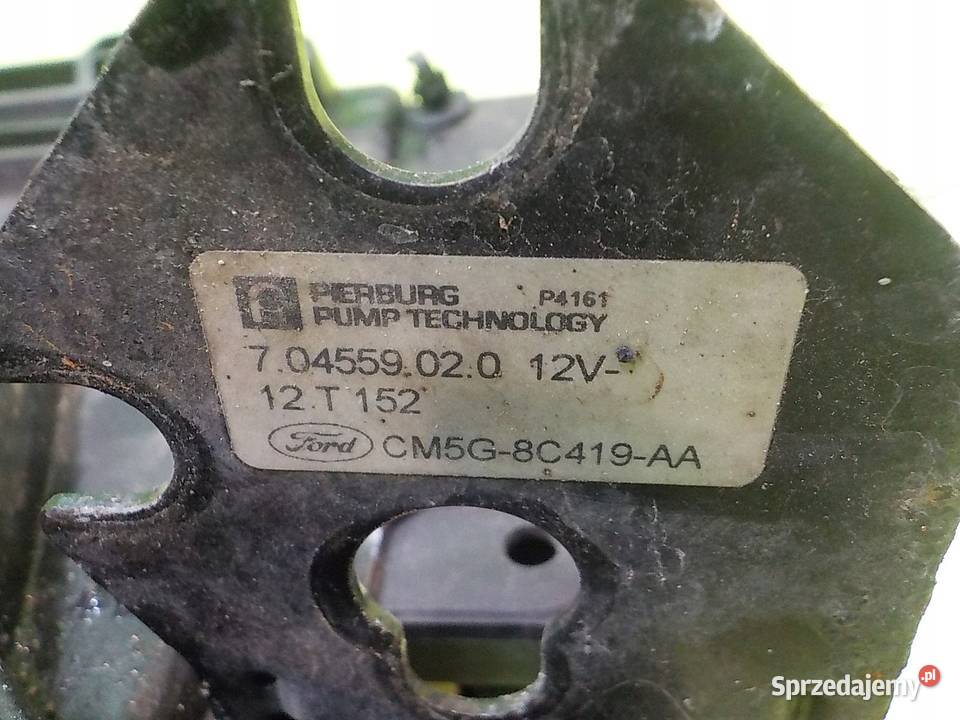 PIERBURG P4161
PUMP TECHNOLOGY
7.04559.02.0 12V-
12.T 152
Ford CM5G-8C419-AA
Sprzedajemy.pl